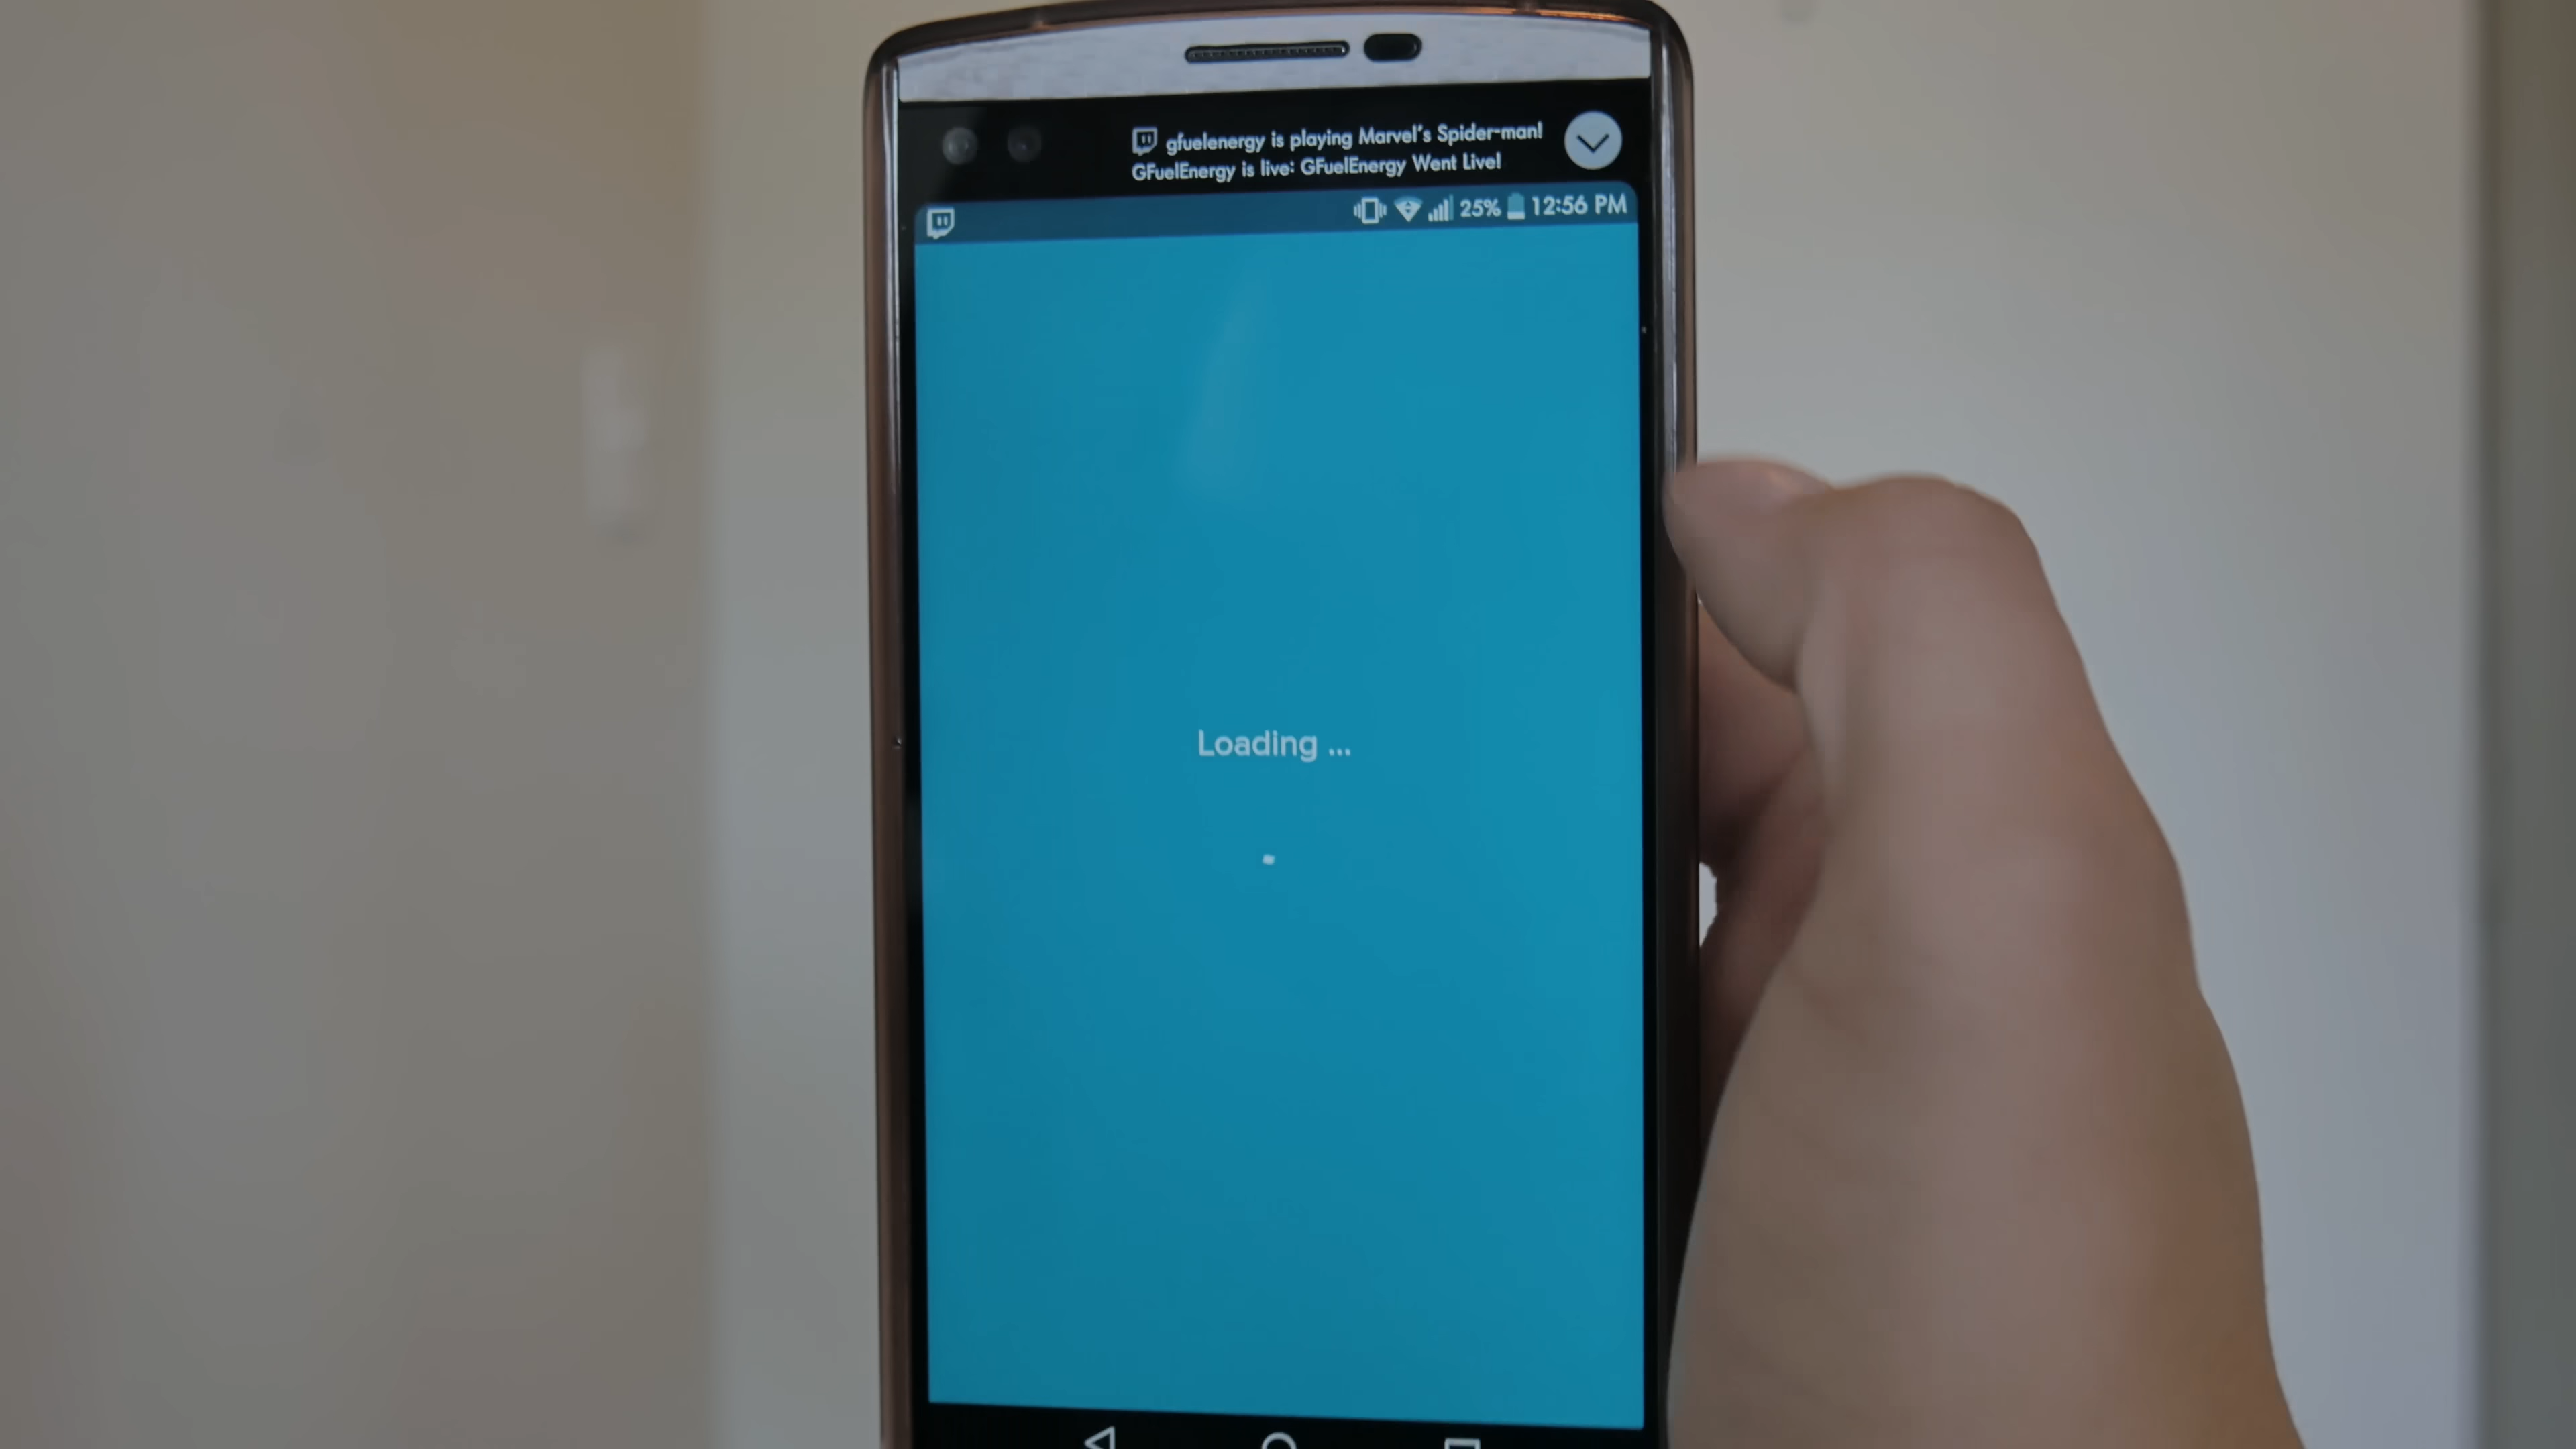 gfuelenergy is playing Marvel's Spider-man!
GFuelEnergy is live: GFuelEnergy Went Live!
25% 12:56 PM
Loading ...